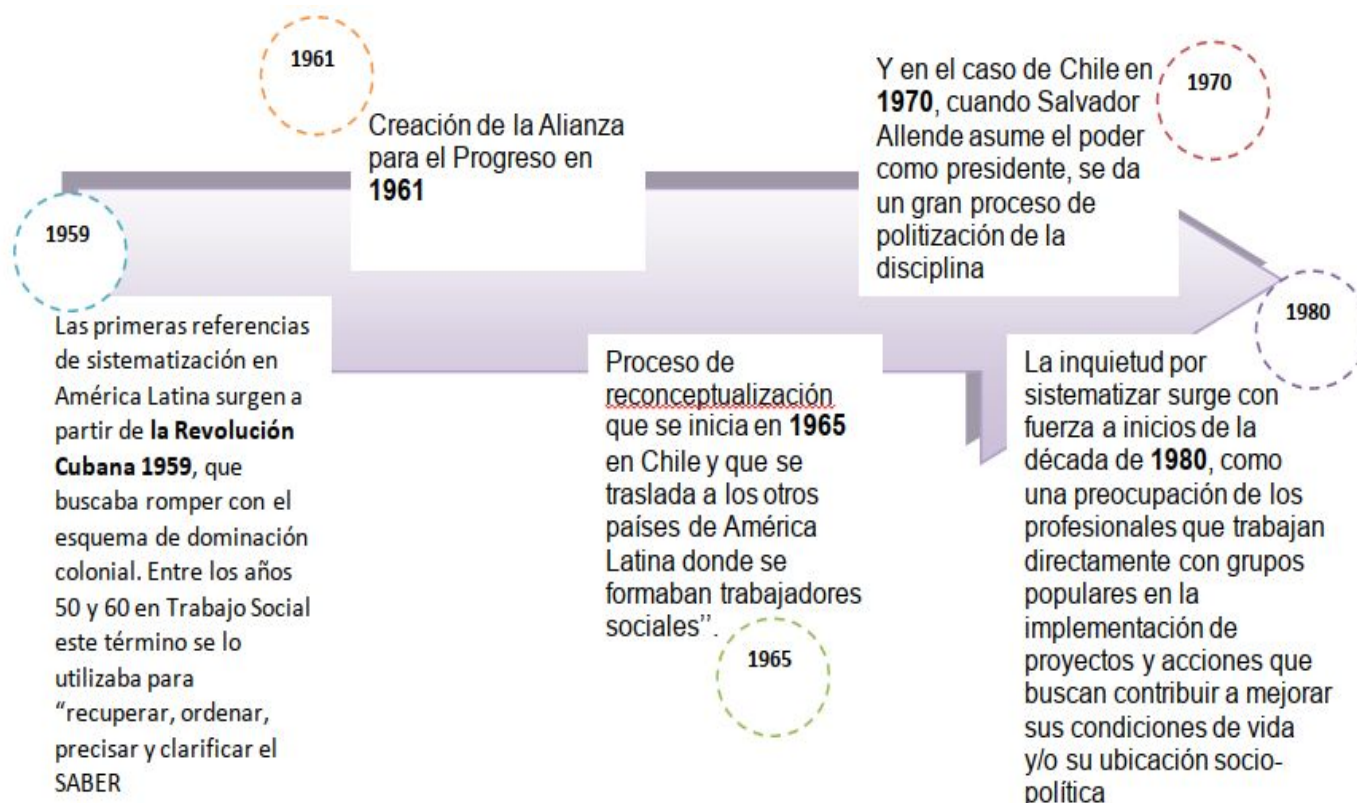 1959
Las primeras referencias
de sistematización en
América Latina surgen a
partir de la Revolución
Cubana 1959, que
buscaba romper con el
esquema de dominación
colonial. Entre los años
50 y 60 en Trabajo Social
este término se lo
utilizaba para
“recuperar, ordenar,
precisar y clarificar el
SABER
1961
Creación de la Alianza
para el Progreso en
1961
Proceso de
reconceptualización
que se inicia en 1965
en Chile y que se
traslada a los otros
países de América
Latina donde se
formaban trabajadores
sociales’’.
1965
Y en el caso de Chile en
1970, cuando Salvador
Allende asume el poder
como presidente, se da
un gran proceso de
politización de la
disciplina
1970
1980
La inquietud por
sistematizar surge con
fuerza a inicios de la
década de 1980, como
una preocupación de los
profesionales que trabajan
directamente con grupos
populares en la
implementación de
proyectos y acciones que
buscan contribuir a mejorar
sus condiciones de vida
y/o su ubicación socio-
política